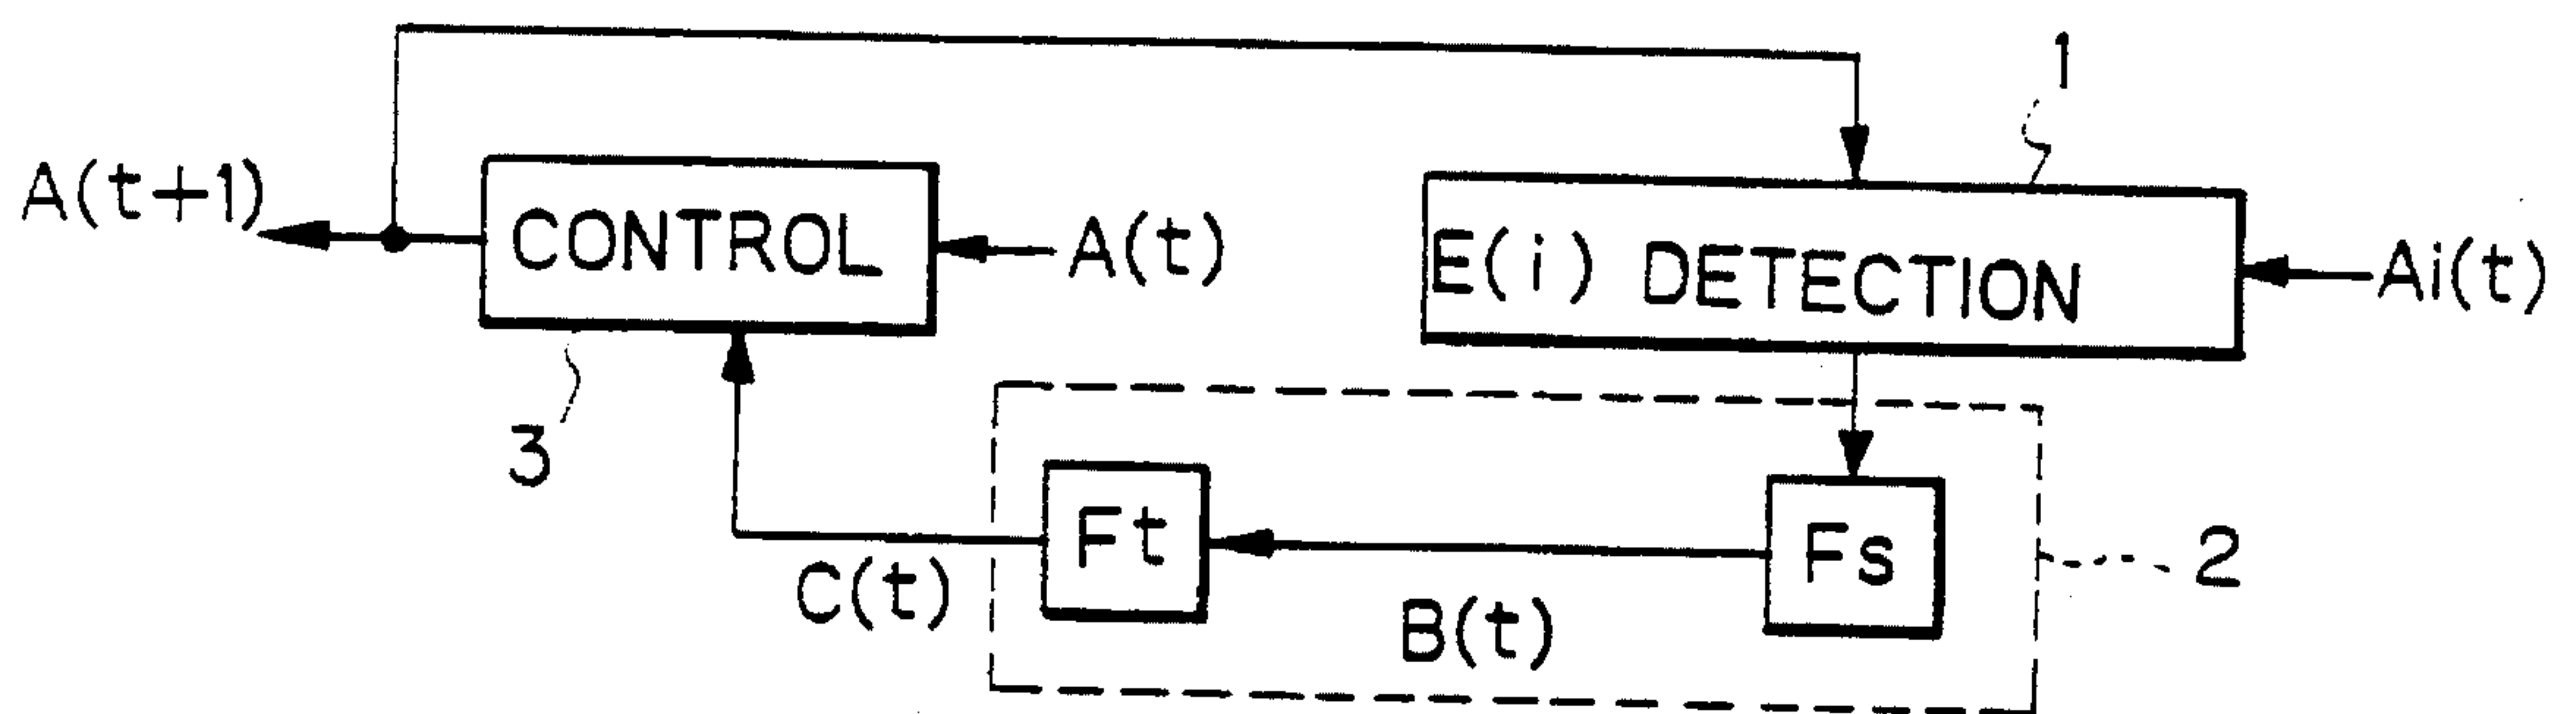 1
A(t+1)
CONTROL
A(t)
E(i) DETECTION
Ai(t)
3
Ft
Fs
2
C(t)
B(t)